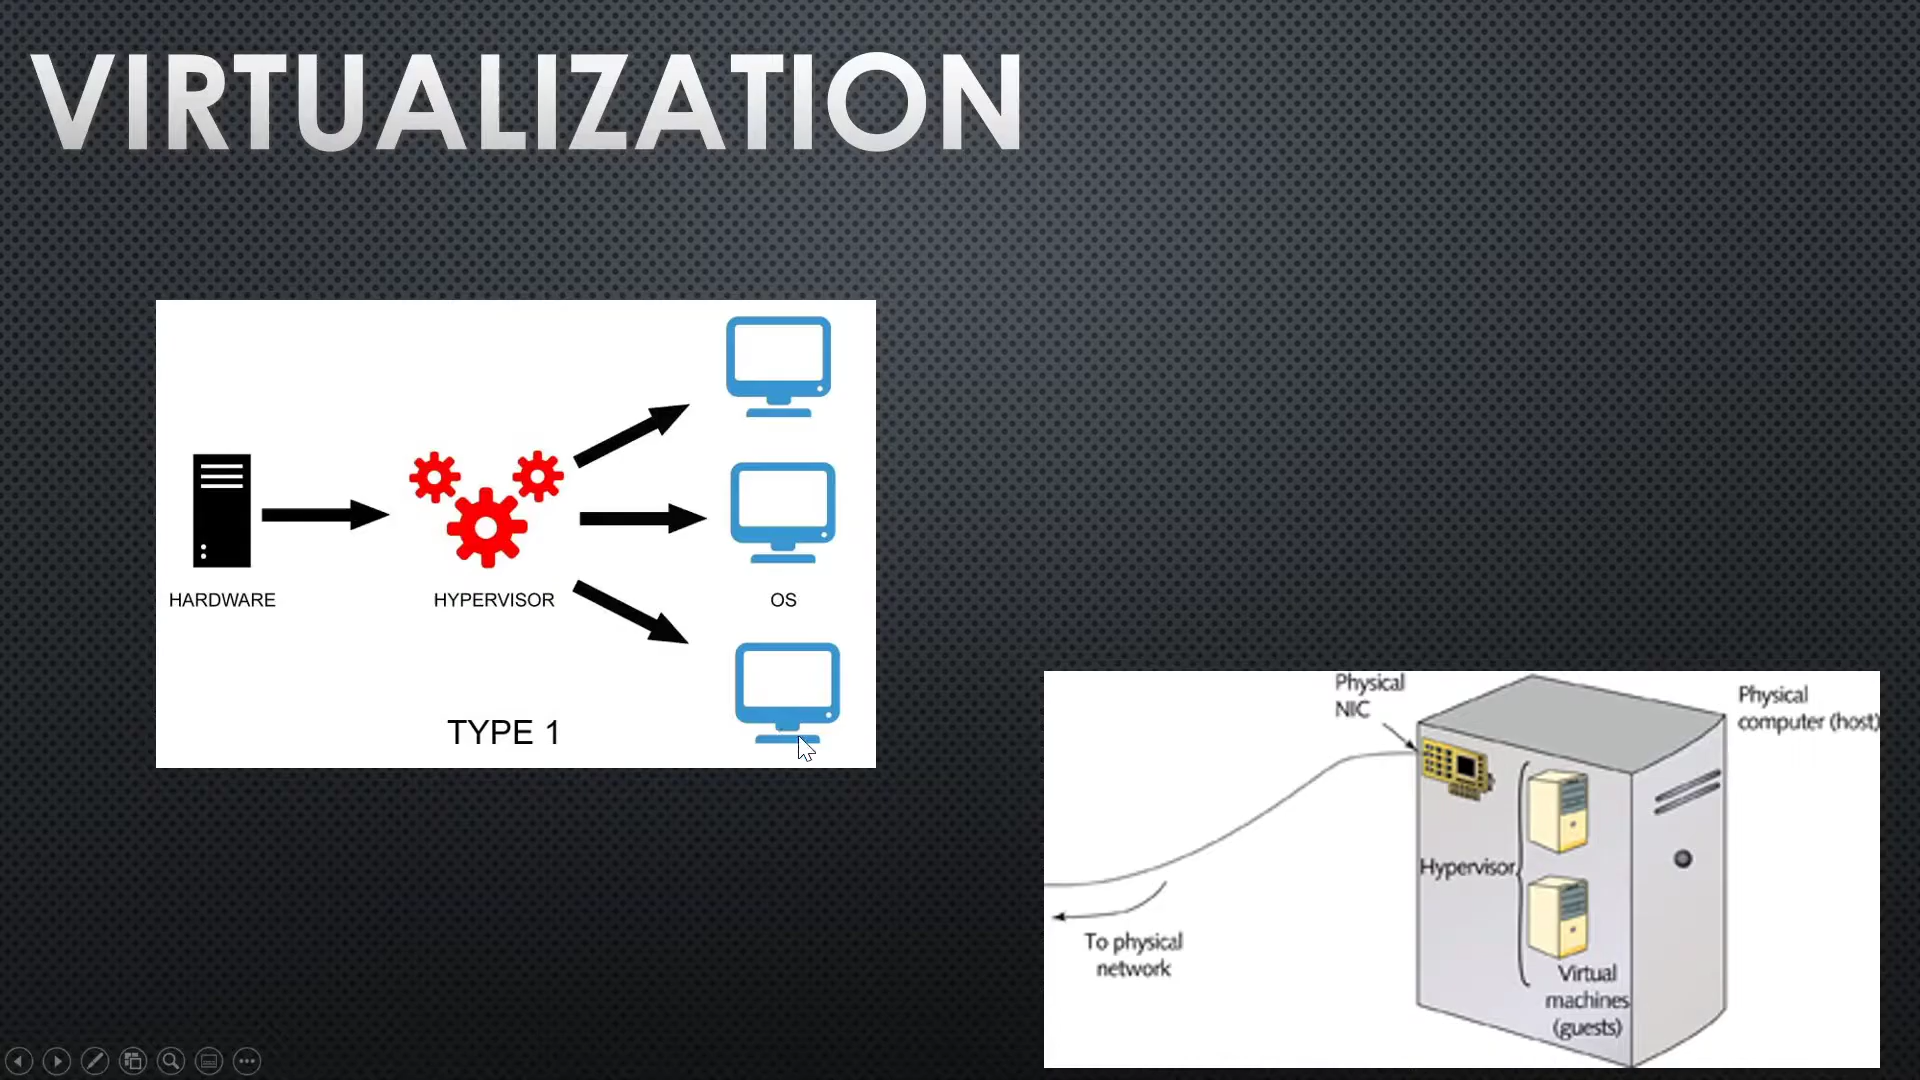 VIRTUALIZATION
HARDWARE
HYPERVISOR
OS
TYPE 1
Physical
NIC
Physical
computer (host)
Hypervisor
To physical
network
Virtual
machines
(guests)